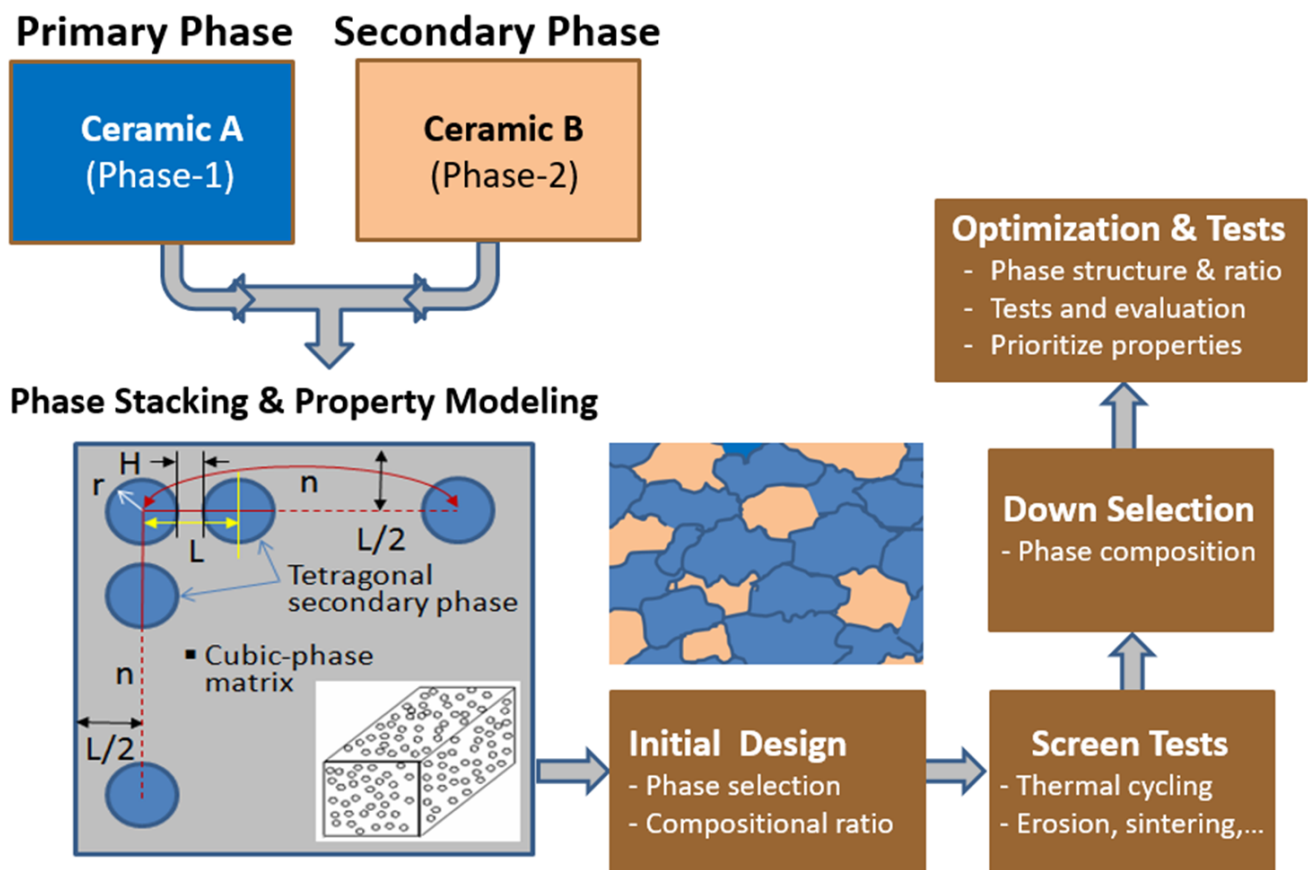 Primary Phase
Secondary Phase
Ceramic A
(Phase-1)
Ceramic B
(Phase-2)
Phase Stacking & Property Modeling
H
r
n
L
L/2
Tetragonal
secondary phase
▪ Cubic-phase
matrix
n
L/2
Initial Design
- Phase selection
- Compositional ratio
Screen Tests
- Thermal cycling
- Erosion, sintering,...
Down Selection
- Phase composition
Optimization & Tests
- Phase structure & ratio
- Tests and evaluation
- Prioritize properties